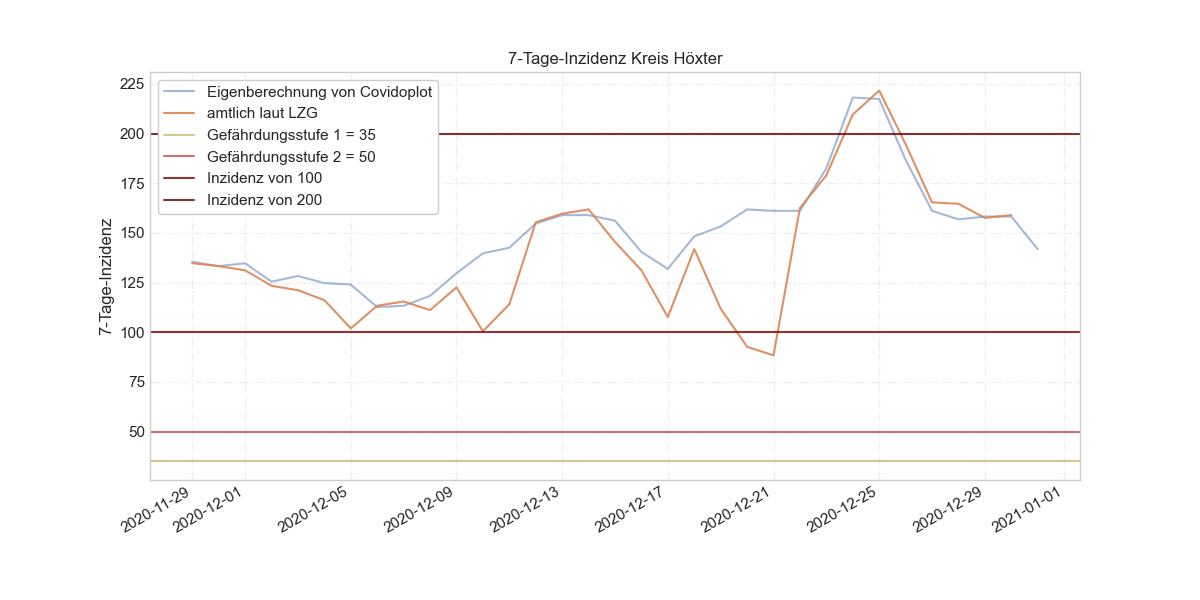 7-Tage-Inzidenz Kreis Höxter
Eigenberechnung von Covidoplot
amtlich laut LZG
Gefährdungsstufe 1 = 35
Gefährdungsstufe 2 = 50
Inzidenz von 100
Inzidenz von 200
7-Tage-Inzidenz
225
200
175
150
125
100
75
50
2020-11-29
2020-12-01
2020-12-05
2020-12-09
2020-12-13
2020-12-17
2020-12-21
2020-12-25
2020-12-29
2021-01-01